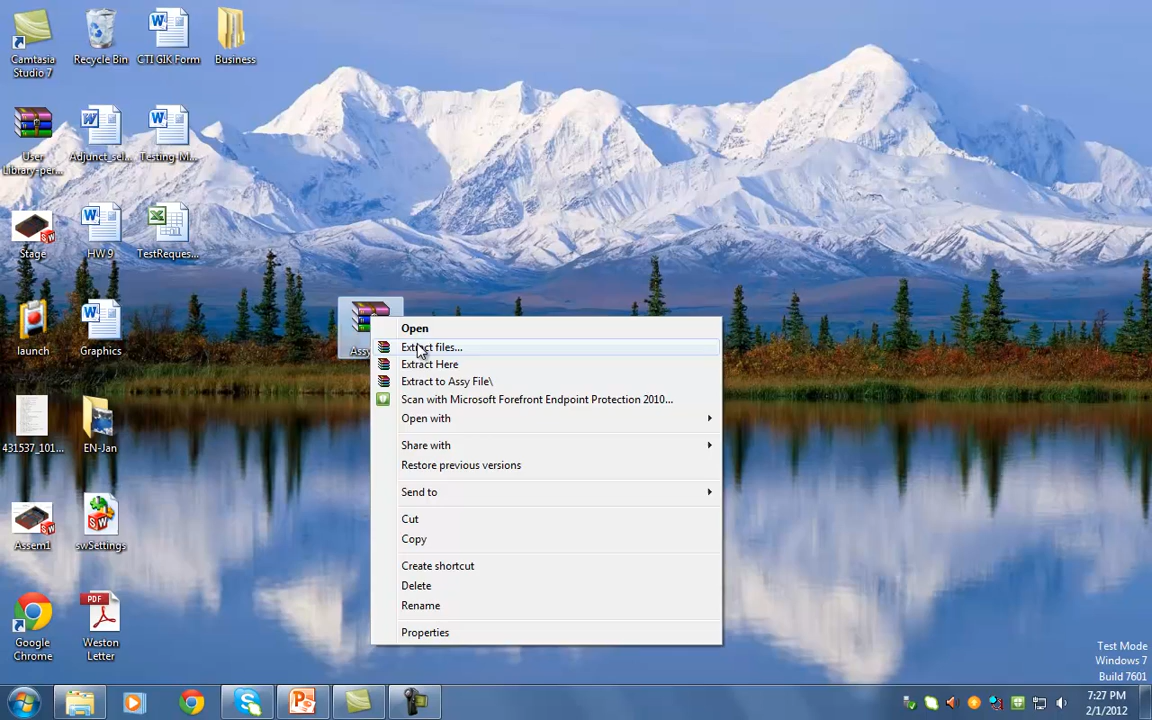 Camtasia
Studio 7
Recycle Bin
CTI GIK Form
Business
User
Library-per...
Adjunct_sel...
Stage
HW 9
TestReques...
launch
Graphics
431537_101...
EN-Jan
Assem1
swSettings
Google
Chrome
PDF
Weston
Letter
Open
Extract files...
Extract Here
Extract to Assy File\
Scan with Microsoft Forefront Endpoint Protection 2010...
Open with
Share with
Restore previous versions
Send to
Cut
Copy
Create shortcut
Delete
Rename
Properties
Test Mode
Windows 7
Build 7601
7:27 PM
2/1/2012